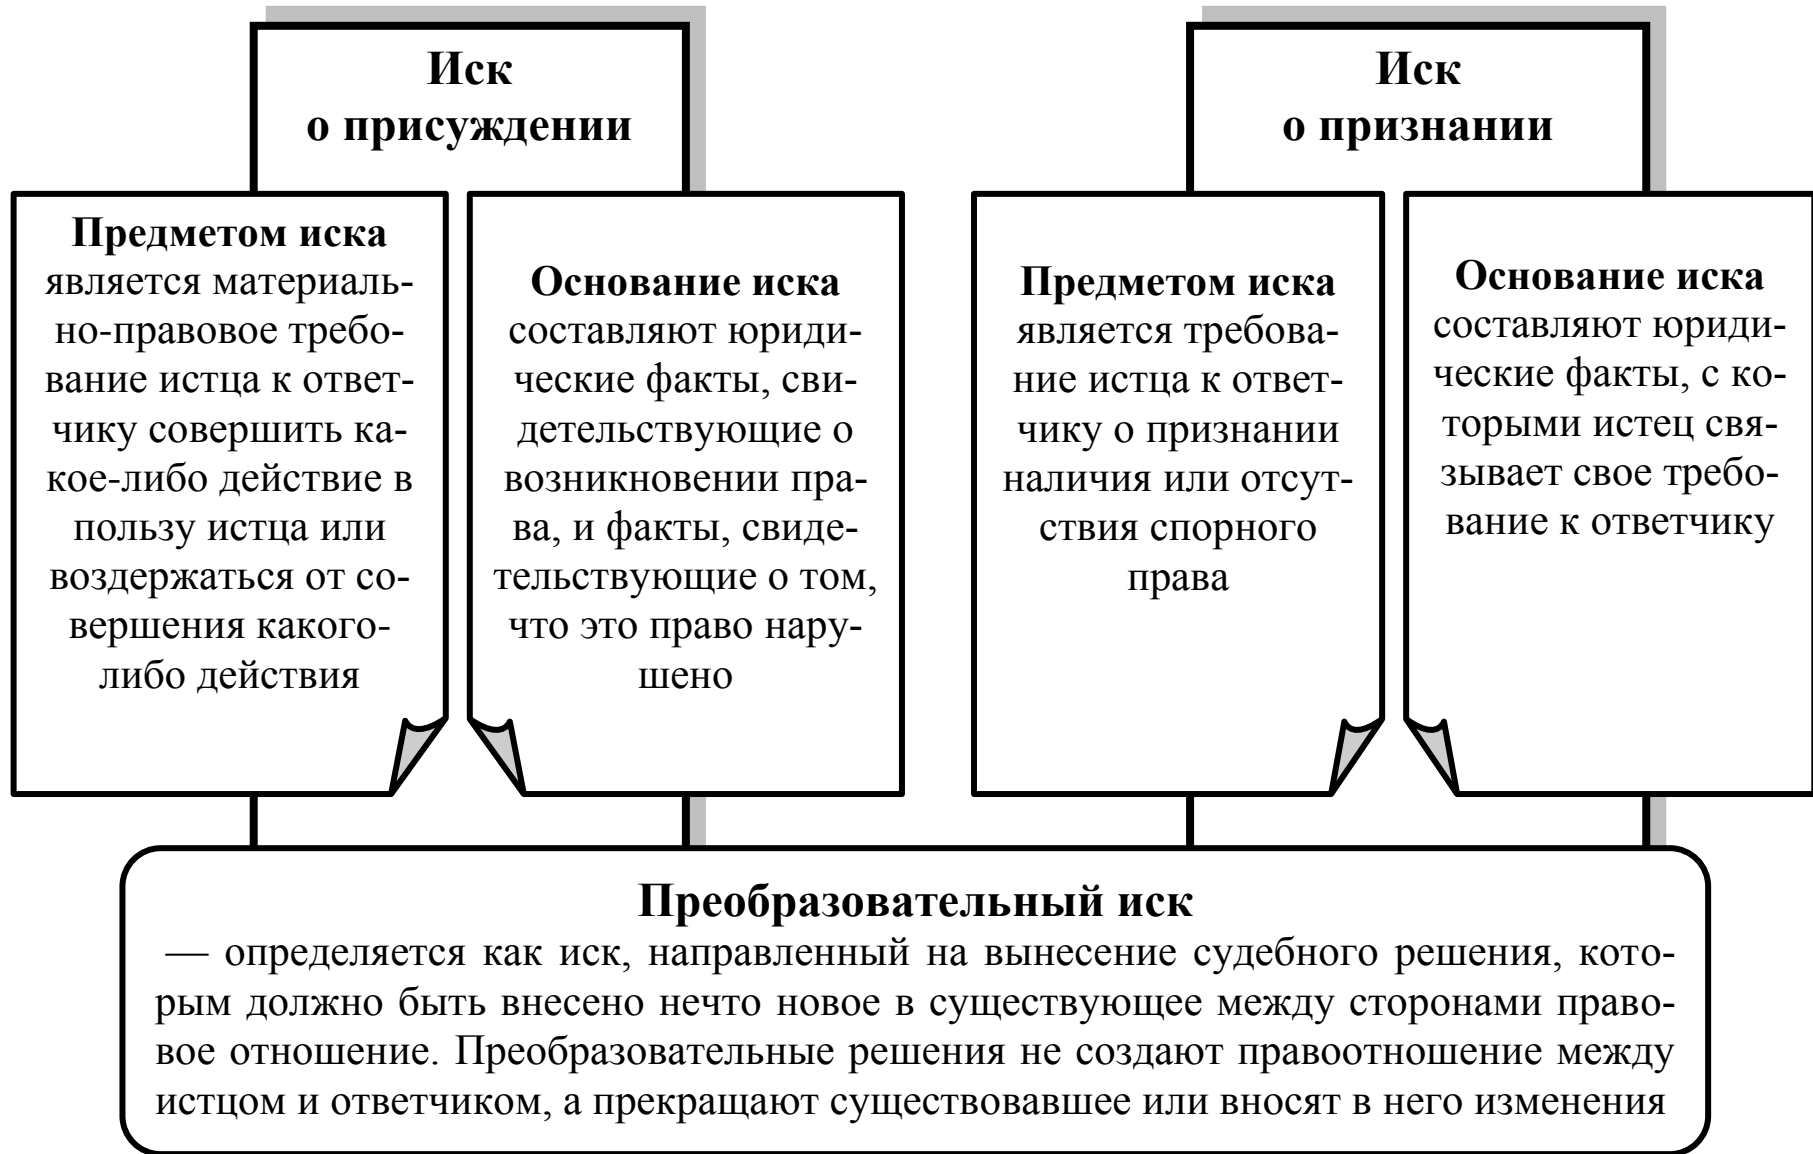 Иск
о присуждении
Предметом иска
является материаль-
но-правовое требо-
вание истца к ответ-
чику совершить ка-
кое-либо действие в
пользу истца или
воздержаться от со-
вершения какого-
либо действия
Основание иска
составляют юриди-
ческие факты, сви-
детельствующие о
возникновении пра-
ва, и факты, свиде-
тельствующие о том,
что это право нару-
шено
Иск
о признании
Предметом иска
является требова-
ние истца к ответ-
чику о признании
наличия или отсут-
ствия спорного
права
Основание иска
составляют юриди-
ческие факты, с ко-
торыми истец свя-
зывает свое требо-
вание к ответчику
Преобразовательный иск
— определяется как иск, направленный на вынесение судебного решения, кото-
рым должно быть внесено нечто новое в существующее между сторонами право-
вое отношение. Преобразовательные решения не создают правоотношение между
истцом и ответчиком, а прекращают существовавшее или вносят в него изменения